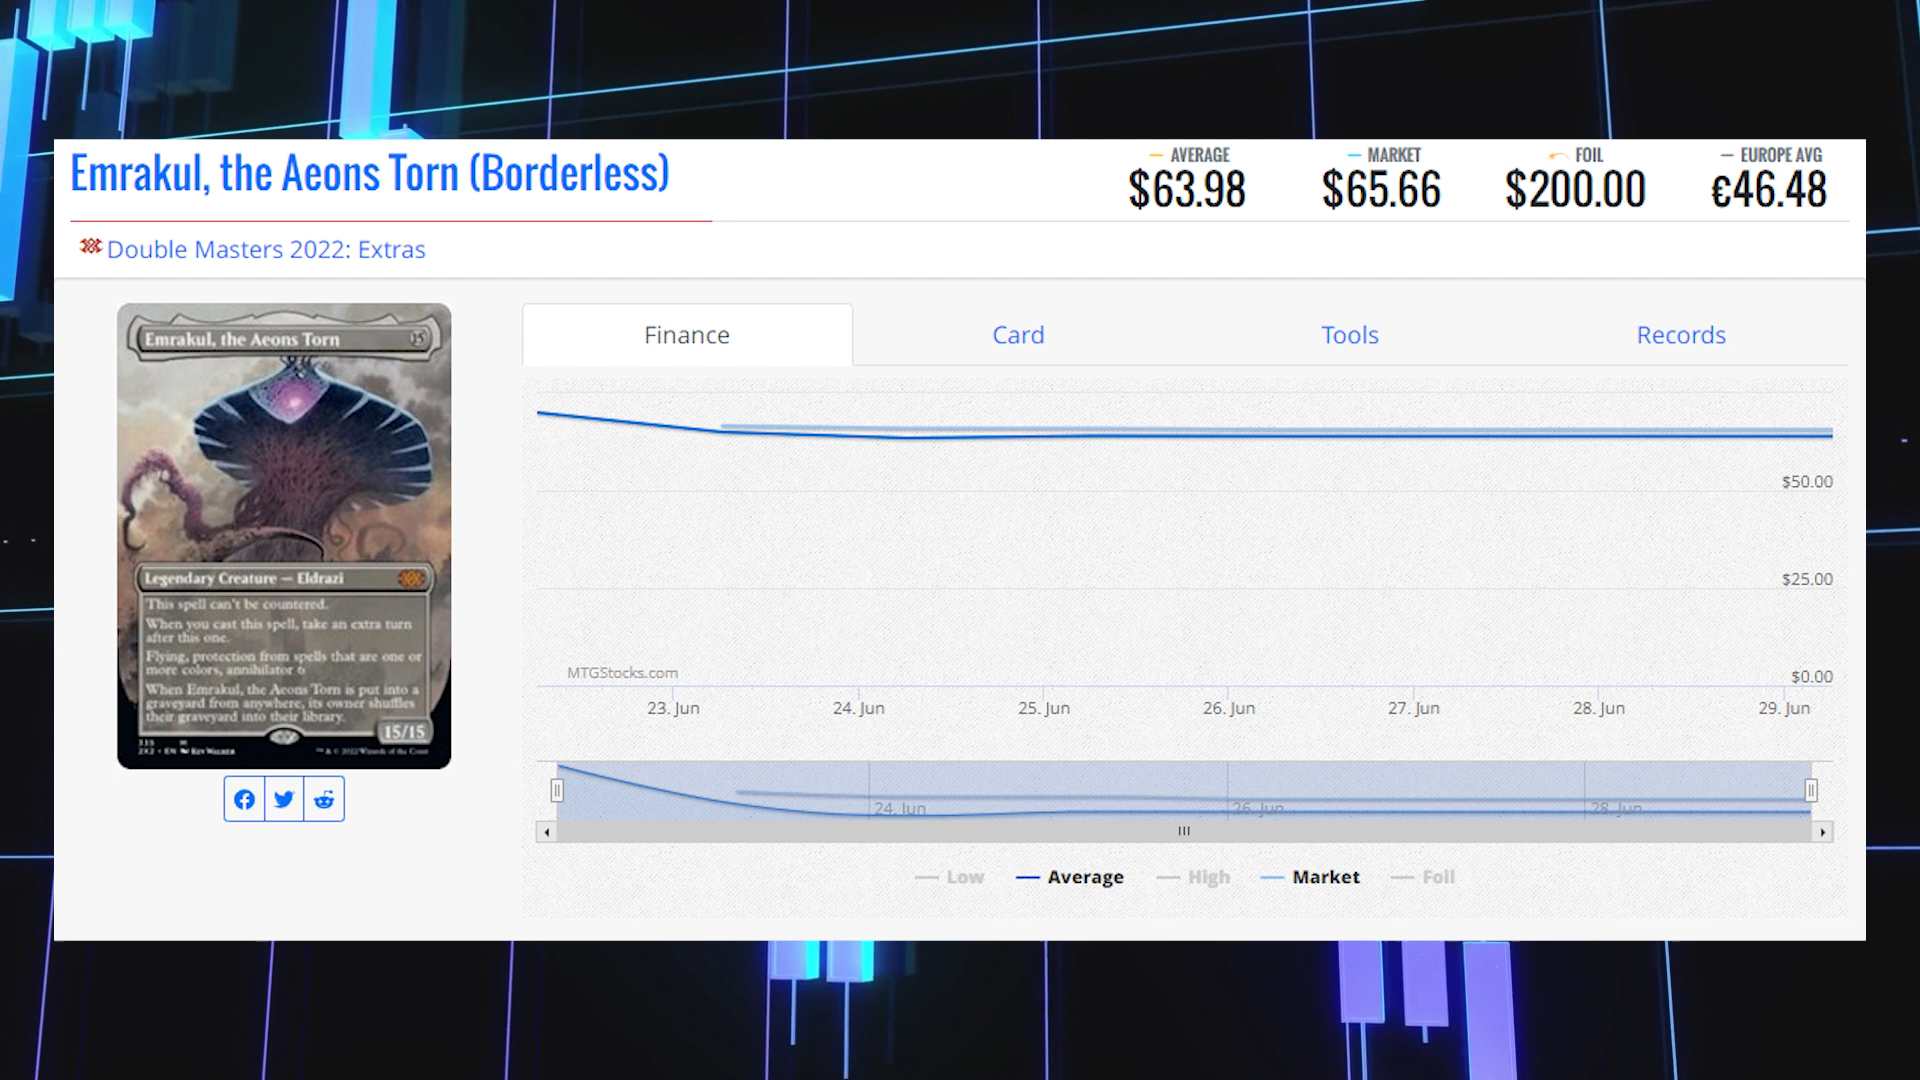 Emrakul, the Aeons Torn (Borderless)
AVERAGE
$63.98
MARKET
$65.66
FOIL
$200.00
EUROPE AVG
€46.48
Double Masters 2022: Extras
Emrakul, the Aeons Torn 15
Legendary Creature — Eldrazi
This spell can't be countered.
When you cast this spell, take an extra turn
after this one.
Flying, protection from spells that are one or
more colors, annihilator 6
When Emrakul, the Aeons Torn is put into a
graveyard from anywhere, its owner shuffles
their graveyard into their library.
15/15
2X2 • EN KEV WALKER
Finance
Card
Tools
Records
$50.00
$25.00
$0.00
MTGStocks.com
23. Jun
24. Jun
25. Jun
26. Jun
27. Jun
28. Jun
29. Jun
24. Jun
26. Jun
28. Jun
Low
Average
High
Market
Foil